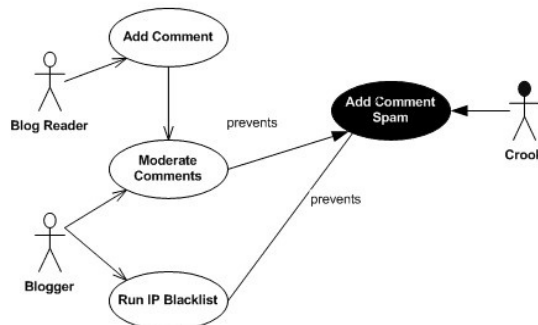 Add Comment
Blog Reader
prevents
Add Comment
Spam
Crook
Moderate
Comments
prevents
Blogger
Run IP Blacklist